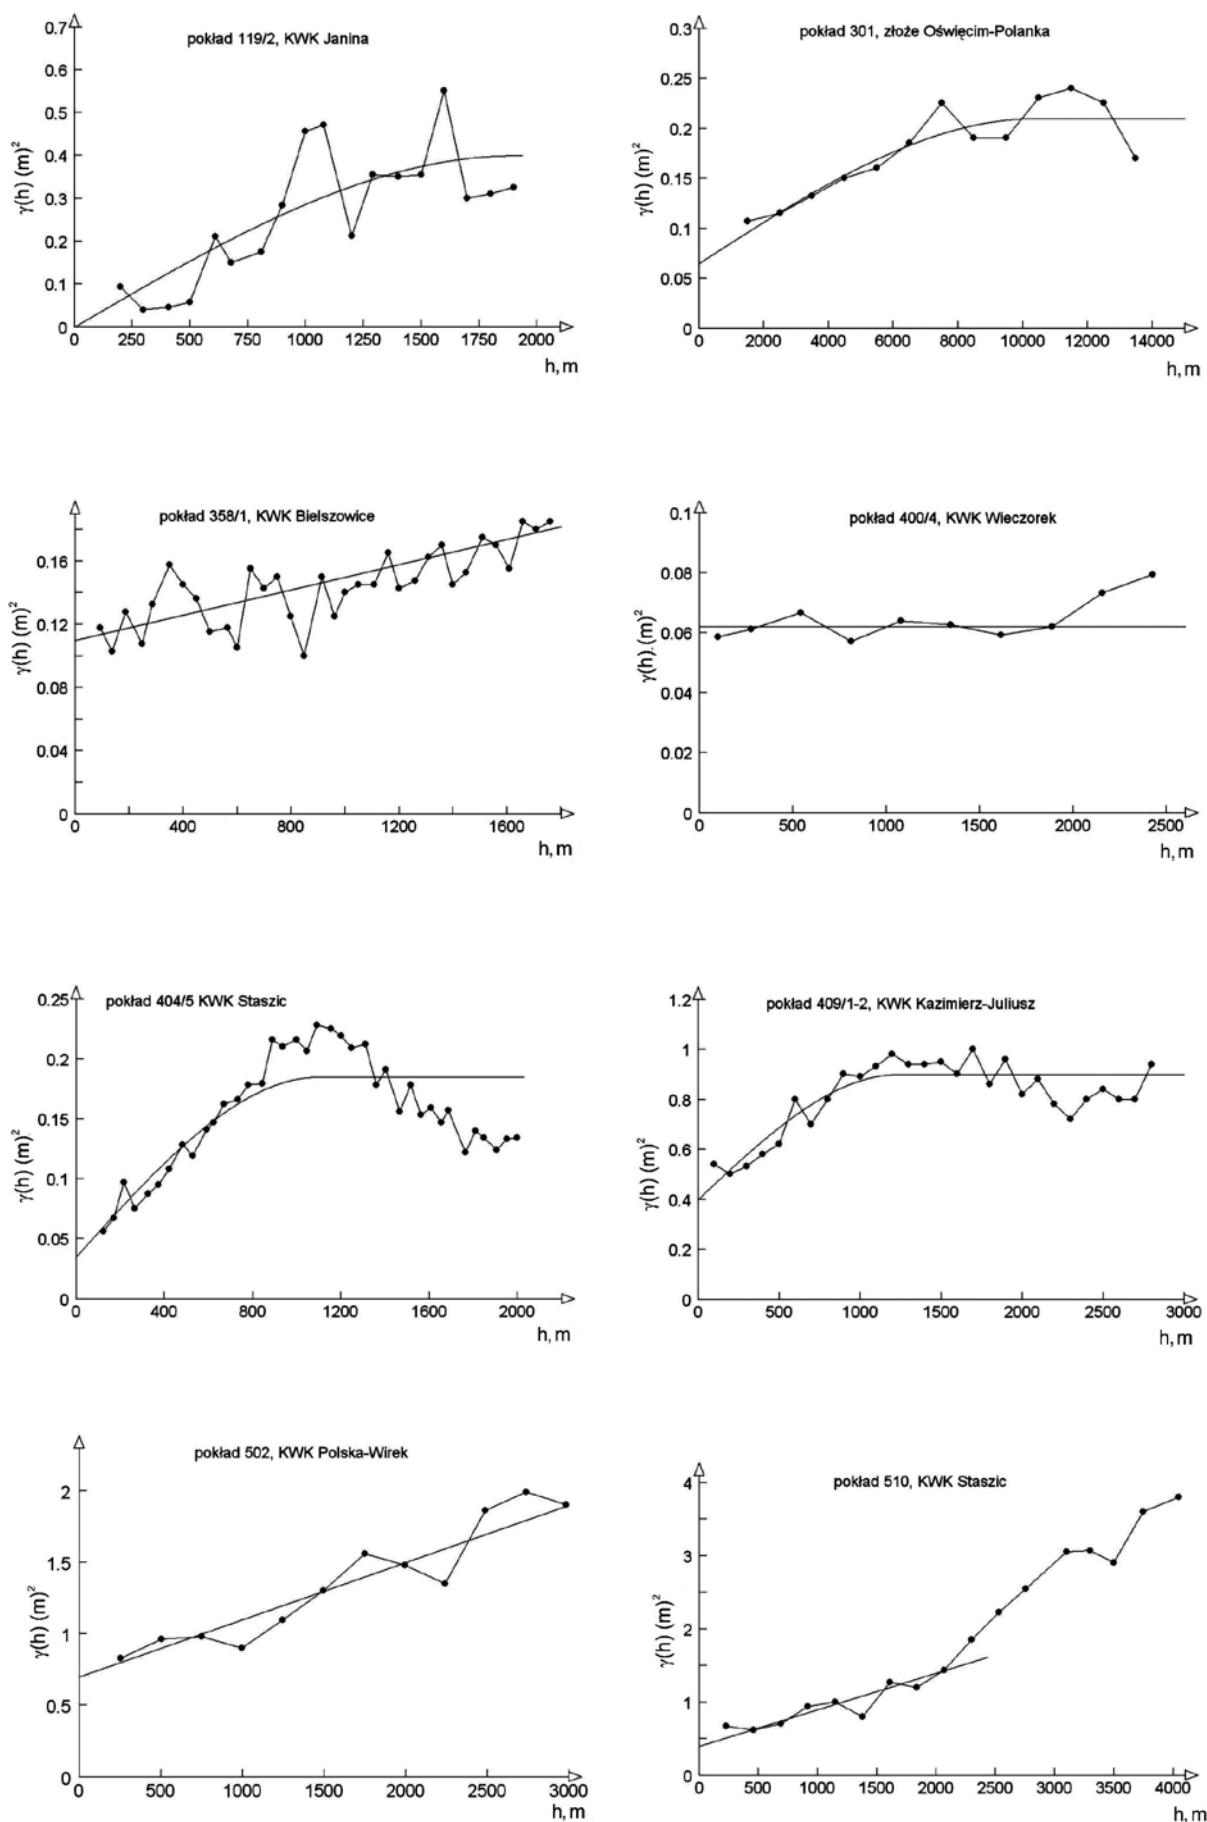 pokład 119/2, KWK Janina
γ(h) (m)²
0.7
0.6
0.5
0.4
0.3
0.2
0.1
0
0 250 500 750 1000 1250 1500 1750 2000
h, m
pokład 301, złoże Oświęcim-Polanka
γ(h) (m)²
0.3
0.25
0.2
0.15
0.1
0.05
0
0 2000 4000 6000 8000 10000 12000 14000
h, m
pokład 358/1, KWK Bielszowice
γ(h) (m)²
0.16
0.12
0.08
0.04
0
0 400 800 1200 1600
h, m
pokład 400/4, KWK Wieczorek
γ(h). (m)²
0.1
0.08
0.06
0.04
0.02
0
0 500 1000 1500 2000 2500
h, m
pokład 404/5 KWK Staszic
γ(h) (m)²
0.25
0.2
0.15
0.1
0.05
0
0 400 800 1200 1600 2000
h, m
pokład 409/1-2, KWK Kazimierz-Juliusz
γ(h) (m)²
1.2
1
0.8
0.6
0.4
0.2
0
0 500 1000 1500 2000 2500 3000
h, m
pokład 502, KWK Polska-Wirek
γ(h) (m)²
2
1.5
1
0.5
0
0 500 1000 1500 2000 2500 3000
h, m
pokład 510, KWK Staszic
γ(h) (m)²
4
3
2
1
0
0 500 1000 1500 2000 2500 3000 3500 4000
h, m